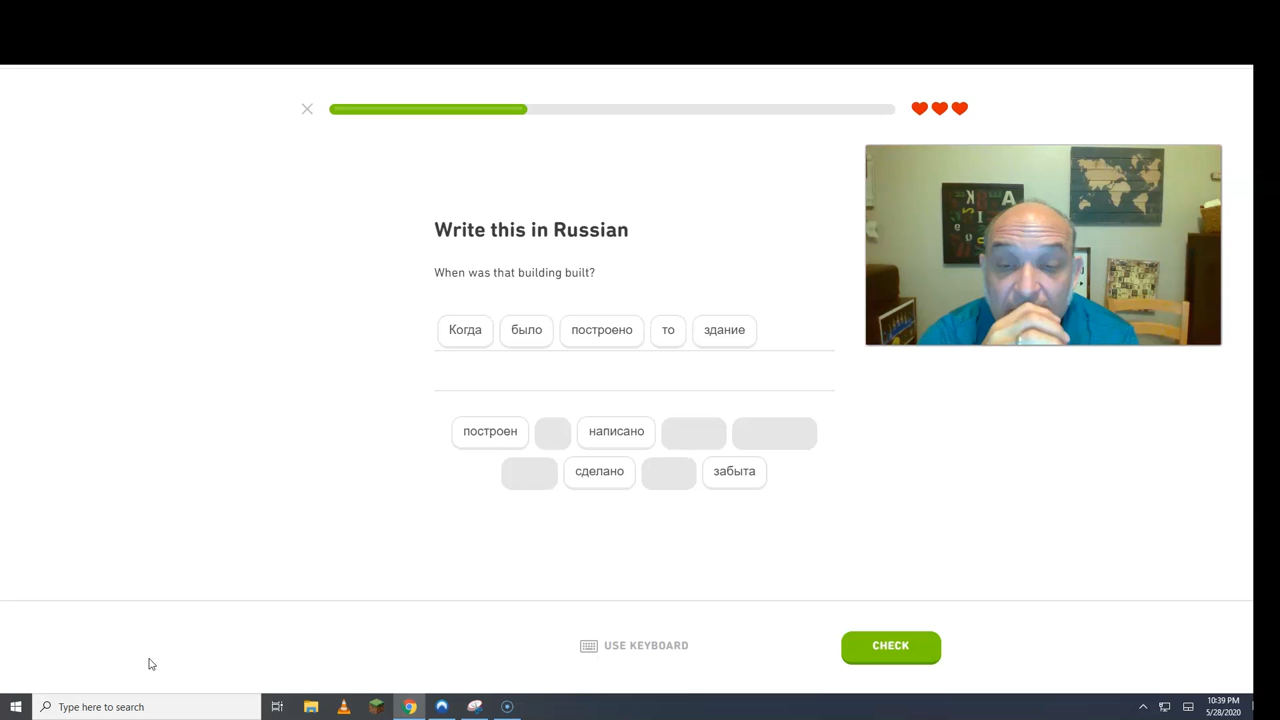 Write this in Russian
When was that building built?
Когда было построено то здание
построен написано
сделано забыта
USE KEYBOARD
CHECK
Type here to search
10:39 PM
5/28/2020